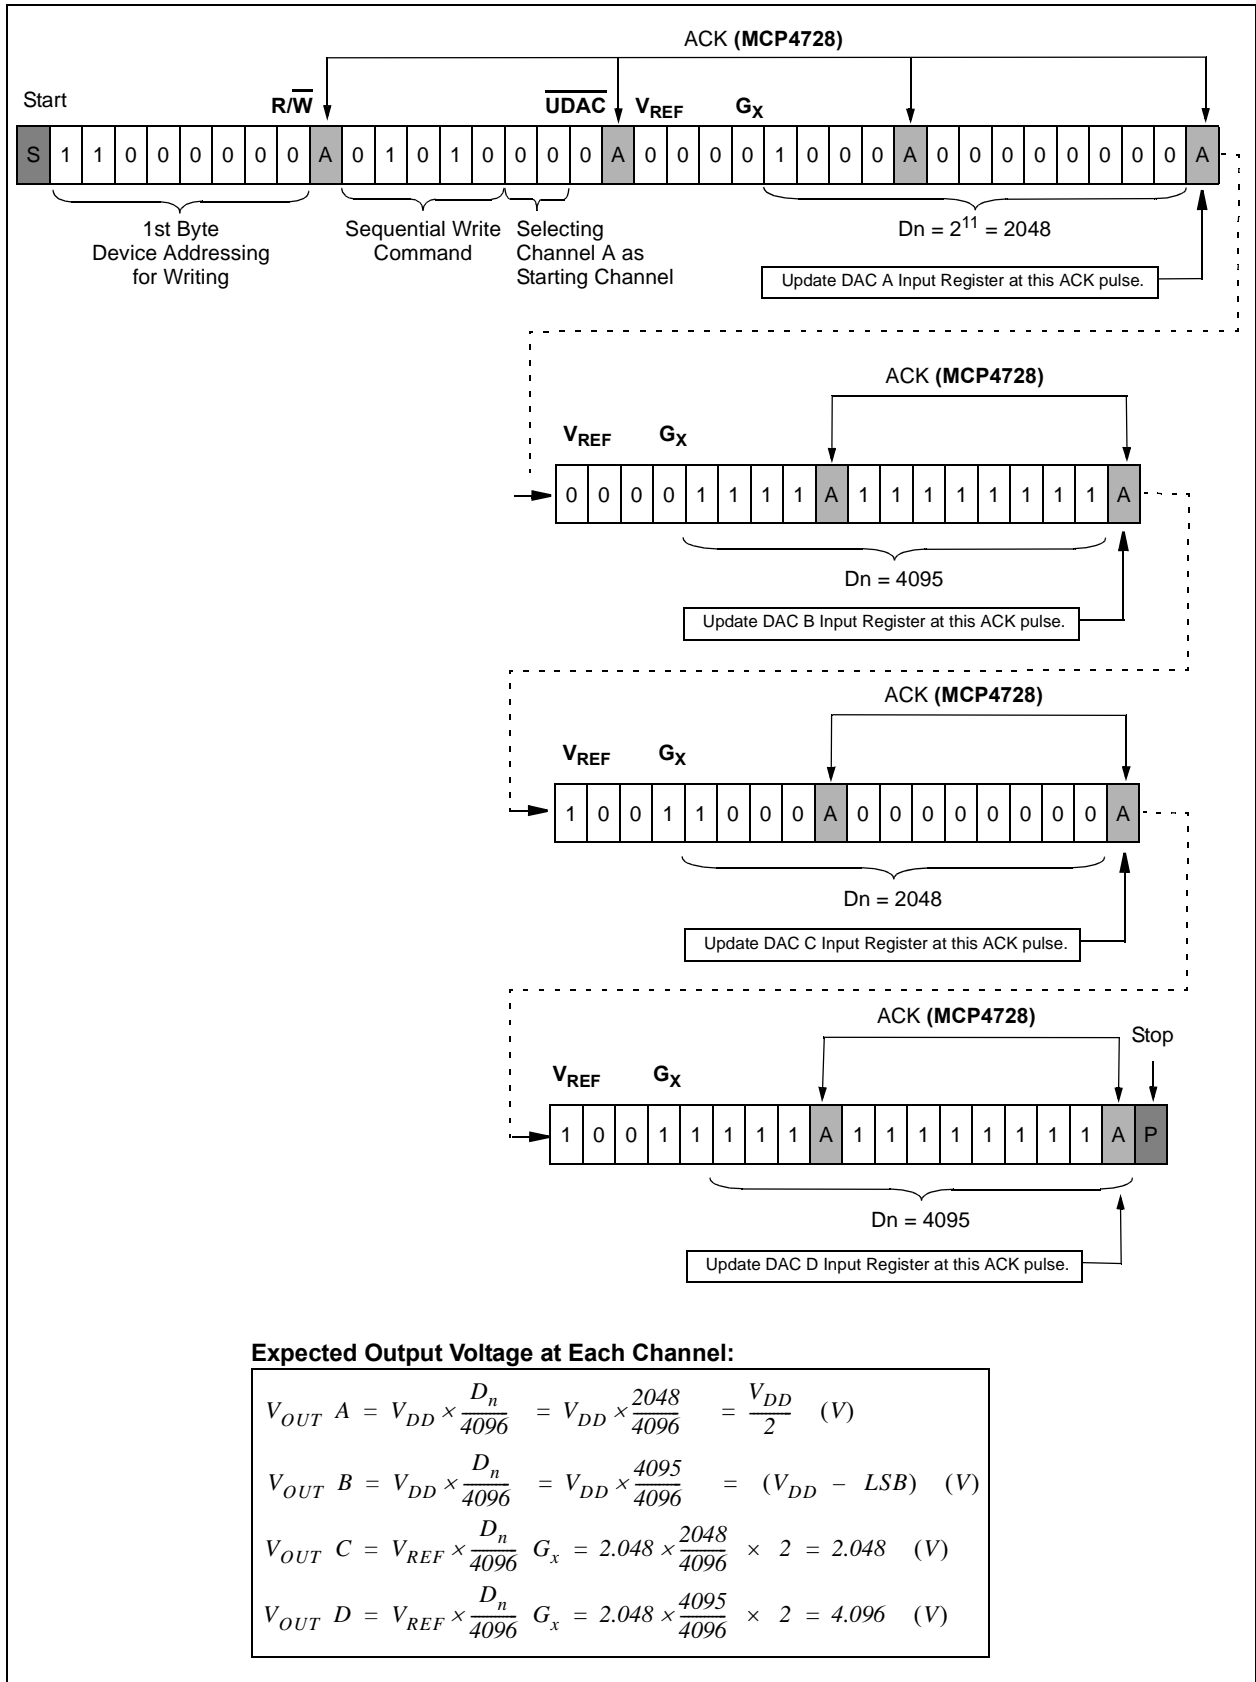 ACK (MCP4728)
Start R/W UDAC VREF GX
S 1 1 0 0 0 0 0 0 A 0 1 0 1 0 0 0 0 A 0 0 0 0 1 0 0 0 A 0 0 0 0 0 0 0 0 A
1st Byte Device Addressing for Writing
Sequential Write Command
Selecting Channel A as Starting Channel
Dn = 2^11 = 2048
Update DAC A Input Register at this ACK pulse.
ACK (MCP4728)
VREF GX
0 0 0 0 1 1 1 1 A 1 1 1 1 1 1 1 1 A
Dn = 4095
Update DAC B Input Register at this ACK pulse.
ACK (MCP4728)
VREF GX
1 0 0 1 1 0 0 0 A 0 0 0 0 0 0 0 0 A
Dn = 2048
Update DAC C Input Register at this ACK pulse.
ACK (MCP4728)
Stop
VREF GX
1 0 0 1 1 1 1 1 A 1 1 1 1 1 1 1 1 A P
Dn = 4095
Update DAC D Input Register at this ACK pulse.
Expected Output Voltage at Each Channel:
VOUT A = VDD × Dn/4096 = VDD × 2048/4096 = VDD/2 (V)
VOUT B = VDD × Dn/4096 = VDD × 4095/4096 = (VDD – LSB) (V)
VOUT C = VREF × Dn/4096 Gx = 2.048 × 2048/4096 × 2 = 2.048 (V)
VOUT D = VREF × Dn/4096 Gx = 2.048 × 4095/4096 × 2 = 4.096 (V)